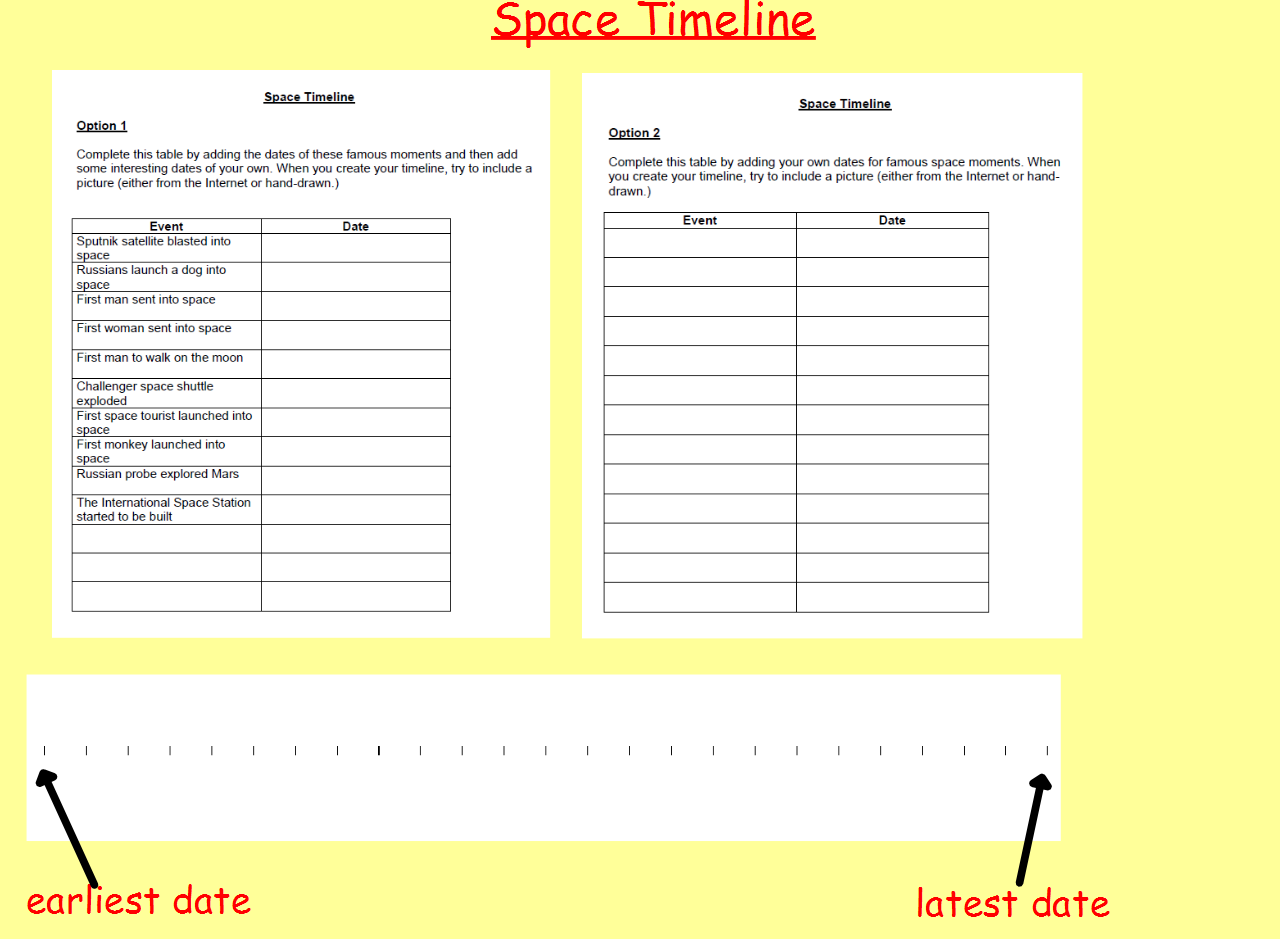 Space Timeline
Space Timeline
Option 1
Complete this table by adding the dates of these famous moments and then add
some interesting dates of your own. When you create your timeline, try to include a
picture (either from the Internet or hand-drawn.)
Event Date
Sputnik satellite blasted into
space
Russians launch a dog into
space
First man sent into space
First woman sent into space
First man to walk on the moon
Challenger space shuttle
exploded
First space tourist launched into
space
First monkey launched into
space
Russian probe explored Mars
The International Space Station
started to be built
Space Timeline
Option 2
Complete this table by adding your own dates for famous space moments. When
you create your timeline, try to include a picture (either from the Internet or hand-
drawn.)
Event Date
earliest date
latest date